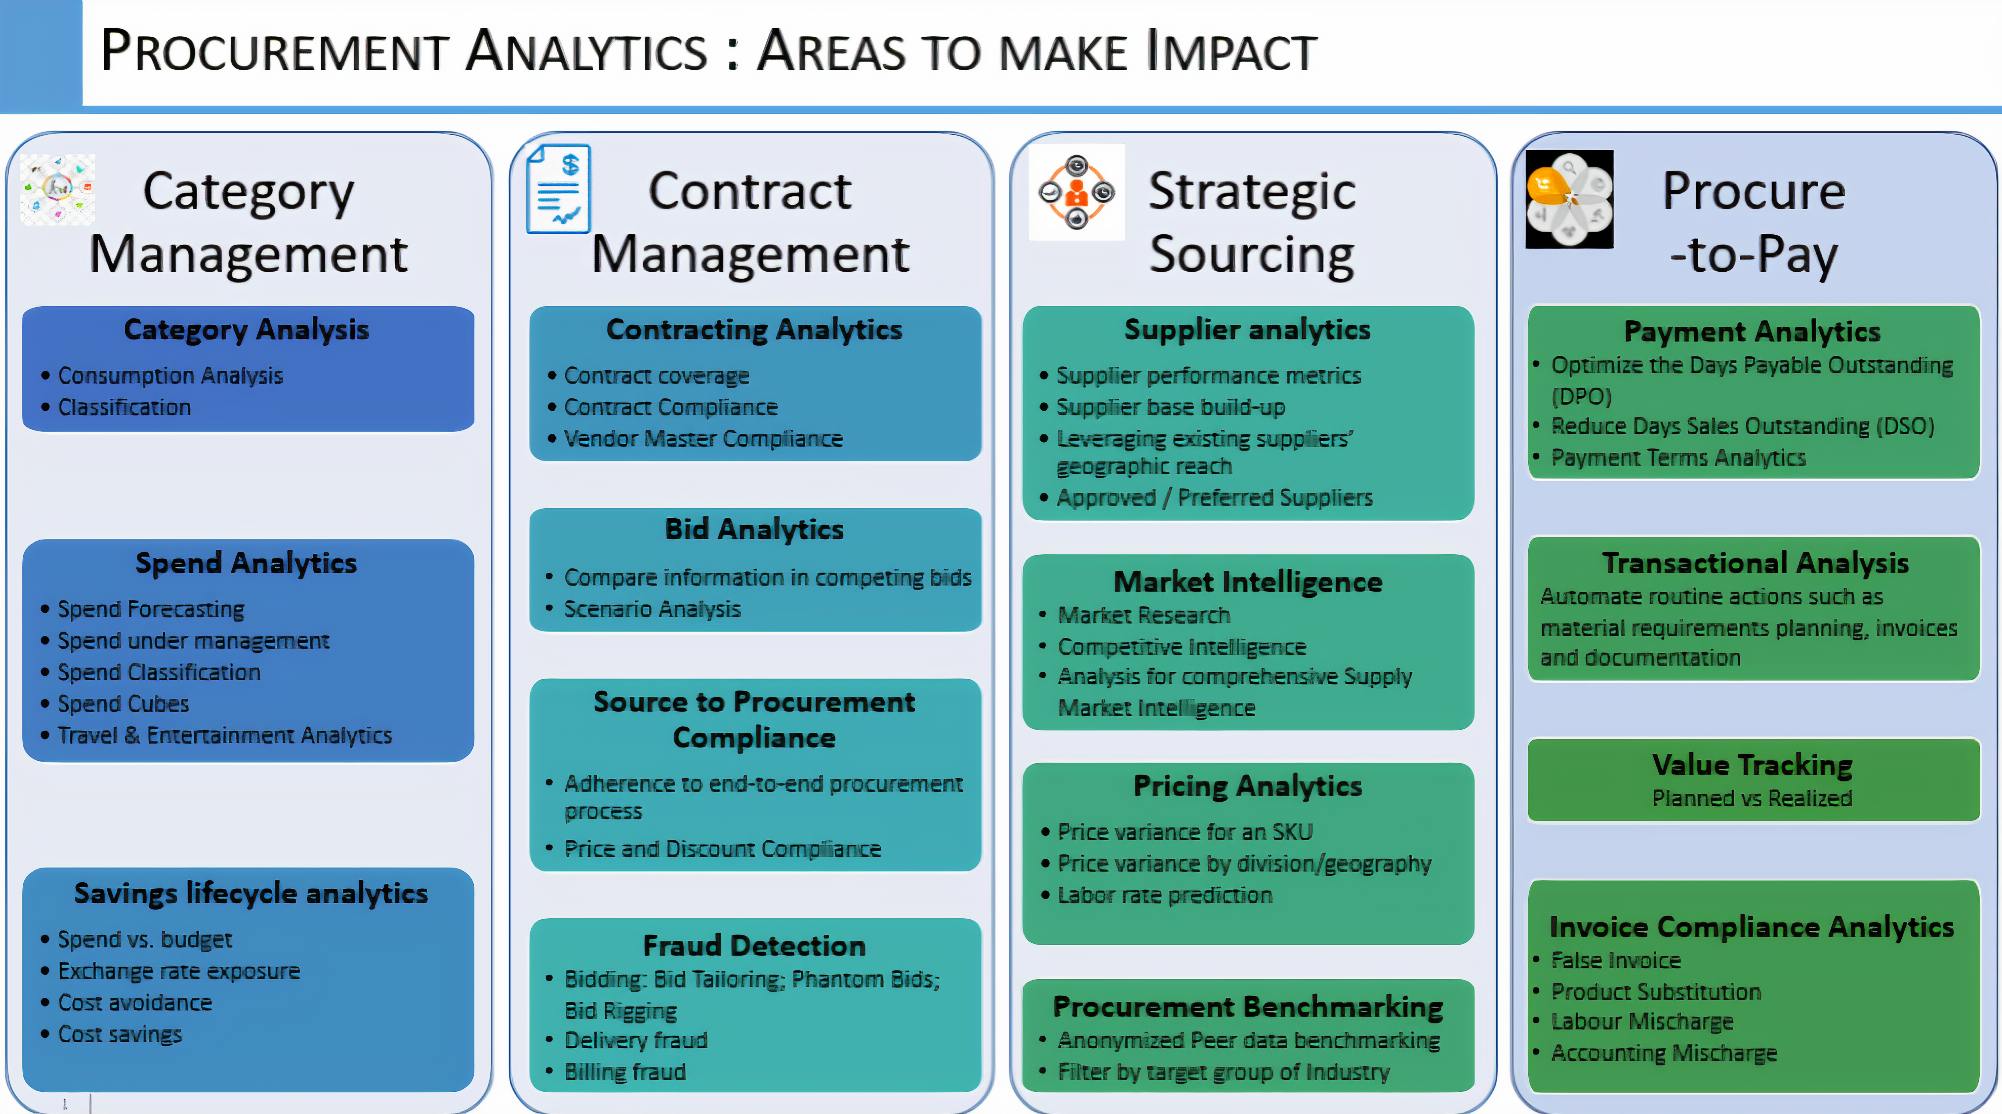 PROCUREMENT ANALYTICS : AREAS TO MAKE IMPACT
Category
Management
Category Analysis
• Consumption Analysis
• Classification
Spend Analytics
• Spend Forecasting
• Spend under management
• Spend Classification
• Spend Cubes
• Travel & Entertainment Analytics
Savings lifecycle analytics
• Spend vs. budget
• Exchange rate exposure
• Cost avoidance
• Cost savings
1
Contract
Management
Contracting Analytics
• Contract coverage
• Contract Compliance
• Vendor Master Compliance
Bid Analytics
• Compare information in competing bids
• Scenario Analysis
Source to Procurement
Compliance
• Adherence to end-to-end procurement
process
• Price and Discount Compliance
Fraud Detection
• Bidding: Bid Tailoring; Phantom Bids;
Bid Rigging
• Delivery fraud
• Billing fraud
Strategic
Sourcing
Supplier analytics
• Supplier performance metrics
• Supplier base build-up
• Leveraging existing suppliers’
geographic reach
• Approved / Preferred Suppliers
Market Intelligence
• Market Research
• Competitive Intelligence
• Analysis for comprehensive Supply
Market Intelligence
Pricing Analytics
• Price variance for an SKU
• Price variance by division/geography
• Labor rate prediction
Procurement Benchmarking
• Anonymized Peer data benchmarking
• Filter by target group of Industry
Procure
-to-Pay
Payment Analytics
• Optimize the Days Payable Outstanding
(DPO)
• Reduce Days Sales Outstanding (DSO)
• Payment Terms Analytics
Transactional Analysis
Automate routine actions such as
material requirements planning, invoices
and documentation
Value Tracking
Planned vs Realized
Invoice Compliance Analytics
• False Invoice
• Product Substitution
• Labour Mischarge
• Accounting Mischarge